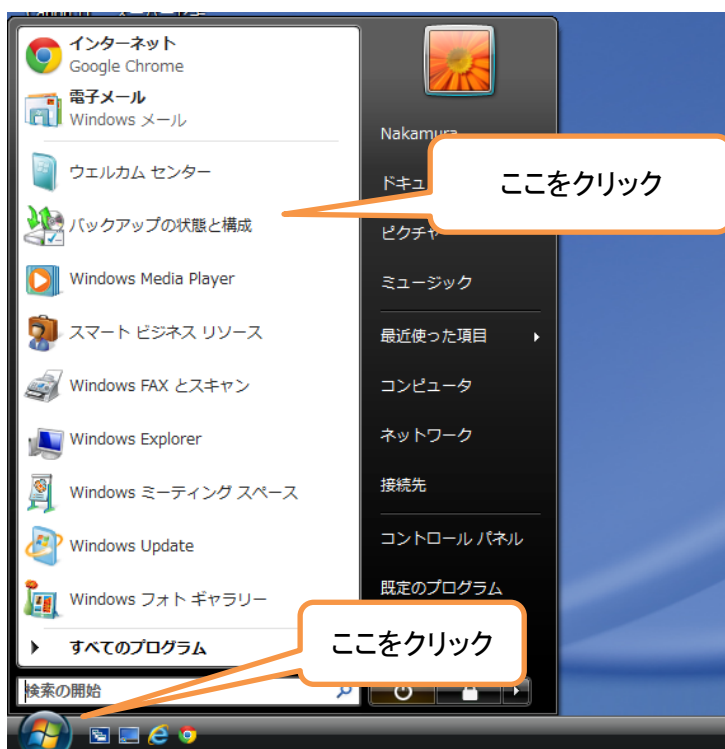 インターネット
Google Chrome
電子メール
Windows メール
ウェルカム センター
バックアップの状態と構成
Windows Media Player
スマート ビジネス リソース
Windows FAX とスキャン
Windows Explorer
Windows ミーティング スペース
Windows Update
Windows フォト ギャラリー
すべてのプログラム
検索の開始
Nakamura
ドキュ
ピクチャ
ミュージック
最近使った項目
コンピュータ
ネットワーク
接続先
コントロール パネル
既定のプログラム
ここをクリック
ここをクリック